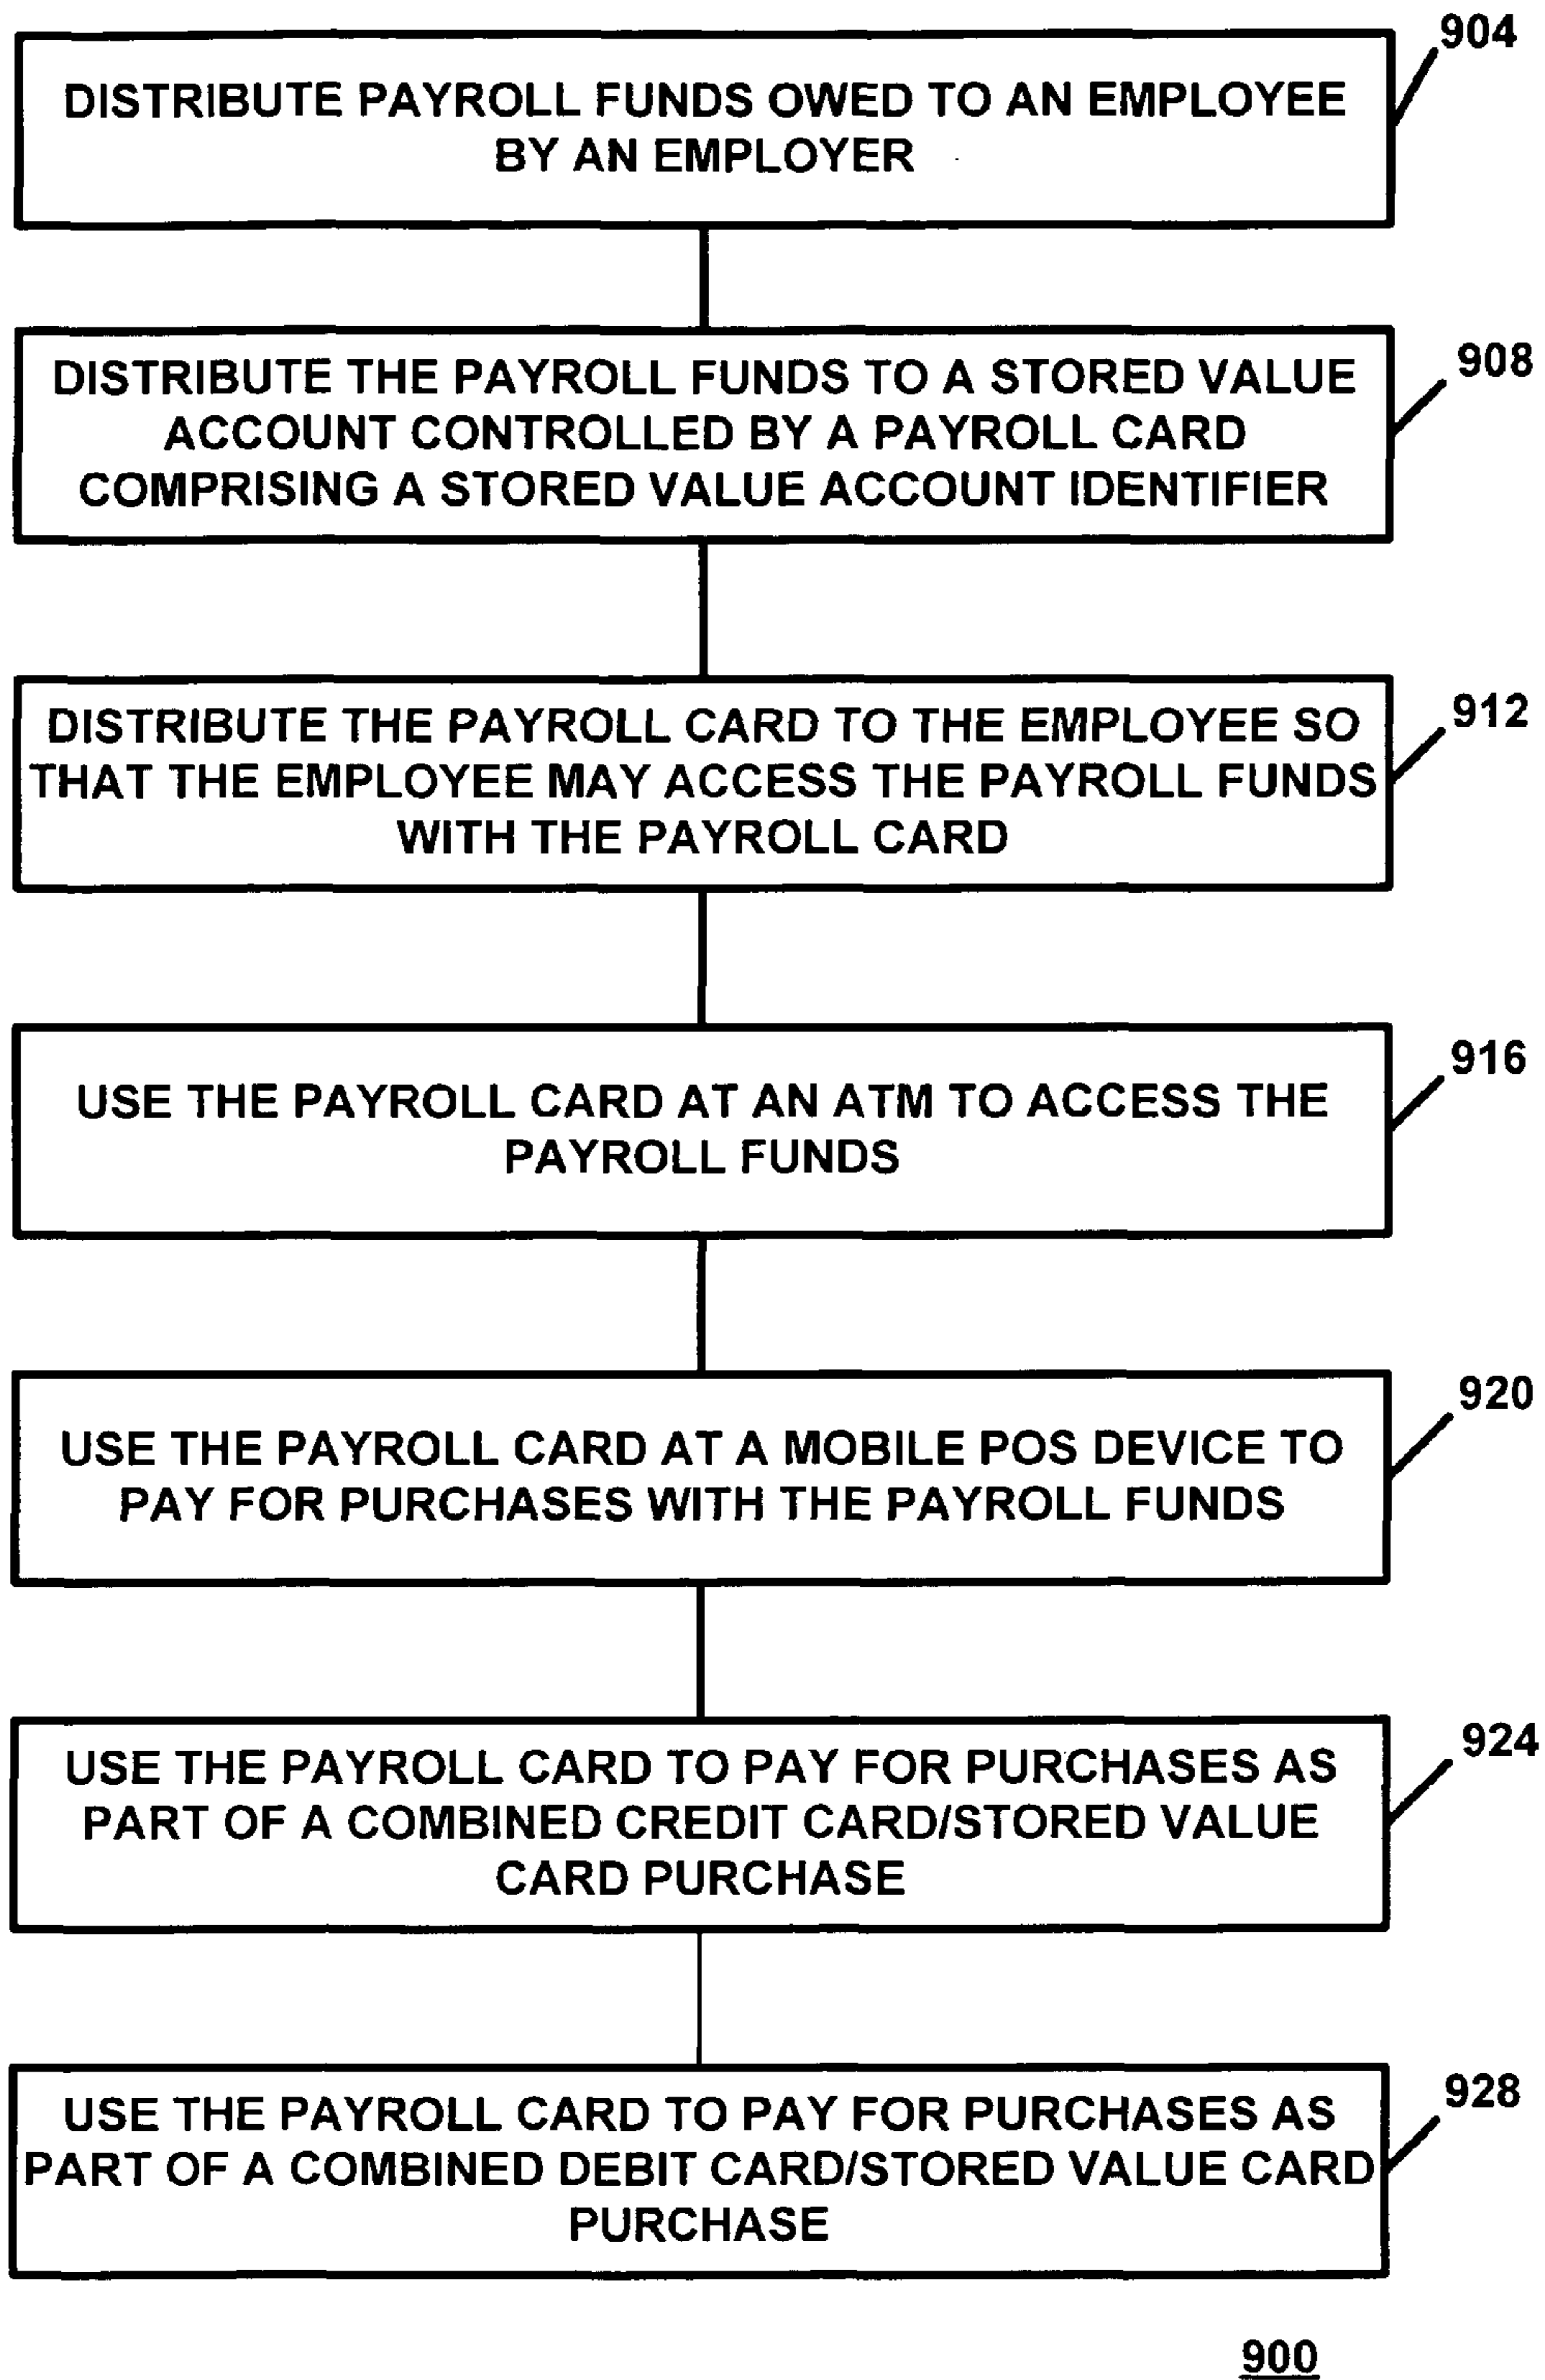 904
DISTRIBUTE PAYROLL FUNDS OWED TO AN EMPLOYEE
BY AN EMPLOYER
908
DISTRIBUTE THE PAYROLL FUNDS TO A STORED VALUE
ACCOUNT CONTROLLED BY A PAYROLL CARD
COMPRISING A STORED VALUE ACCOUNT IDENTIFIER
912
DISTRIBUTE THE PAYROLL CARD TO THE EMPLOYEE SO
THAT THE EMPLOYEE MAY ACCESS THE PAYROLL FUNDS
WITH THE PAYROLL CARD
916
USE THE PAYROLL CARD AT AN ATM TO ACCESS THE
PAYROLL FUNDS
920
USE THE PAYROLL CARD AT A MOBILE POS DEVICE TO
PAY FOR PURCHASES WITH THE PAYROLL FUNDS
924
USE THE PAYROLL CARD TO PAY FOR PURCHASES AS
PART OF A COMBINED CREDIT CARD/STORED VALUE
CARD PURCHASE
928
USE THE PAYROLL CARD TO PAY FOR PURCHASES AS
PART OF A COMBINED DEBIT CARD/STORED VALUE CARD
PURCHASE
900